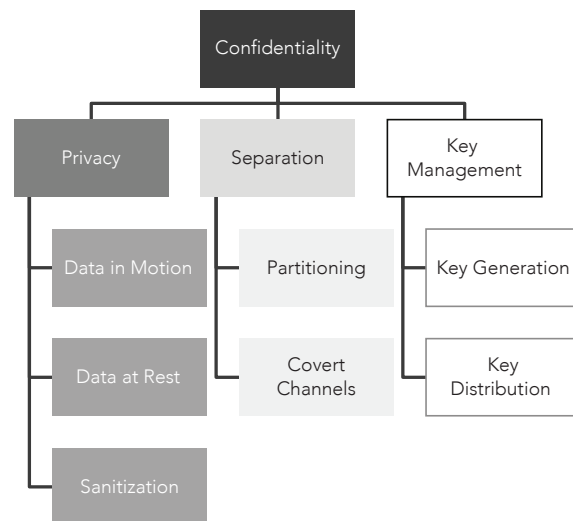 Confidentiality
Privacy
Separation
Key
Management
Data in Motion
Partitioning
Key Generation
Data at Rest
Covert
Channels
Key
Distribution
Sanitization